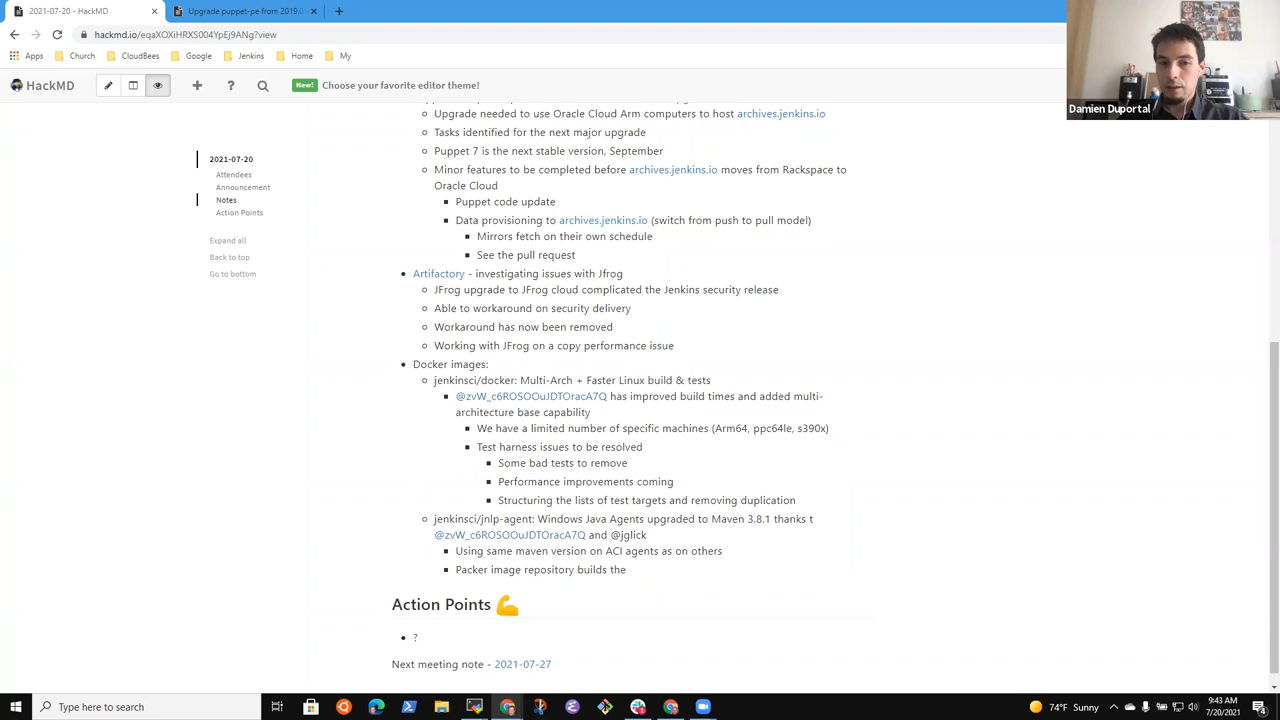 2021-07-20 - HackMD
Upgrade puppet-pe from 2019.0
hackmd.io/eqaXOXiHRXS004YpEj9ANg?view
Apps Church CloudBees Google Jenkins Home My
HackMD New! Choose your favorite editor theme!
Damien Duportal
2021-07-20
Attendees
Announcement
Notes
Action Points
Expand all
Back to top
Go to bottom
Upgrade needed to use Oracle Cloud Arm computers to host archives.jenkins.io
Tasks identified for the next major upgrade
Puppet 7 is the next stable version, September
Minor features to be completed before archives.jenkins.io moves from Rackspace to
Oracle Cloud
Puppet code update
Data provisioning to archives.jenkins.io (switch from push to pull model)
Mirrors fetch on their own schedule
See the pull request
Artifactory - investigating issues with Jfrog
JFrog upgrade to JFrog cloud complicated the Jenkins security release
Able to workaround on security delivery
Workaround has now been removed
Working with JFrog on a copy performance issue
Docker images:
jenkinsci/docker: Multi-Arch + Faster Linux build & tests
@zvW_c6ROSOOuJDTOracA7Q has improved build times and added multi-
architecture base capability
We have a limited number of specific machines (Arm64, ppc64le, s390x)
Test harness issues to be resolved
Some bad tests to remove
Performance improvements coming
Structuring the lists of test targets and removing duplication
jenkinsci/jnlp-agent: Windows Java Agents upgraded to Maven 3.8.1 thanks t
@zvW_c6ROSOOuJDTOracA7Q and @jglick
Using same maven version on ACI agents as on others
Packer image repository builds the
Action Points 💪
?
Next meeting note - 2021-07-27
Type here to search
74°F Sunny
9:43 AM
7/20/2021